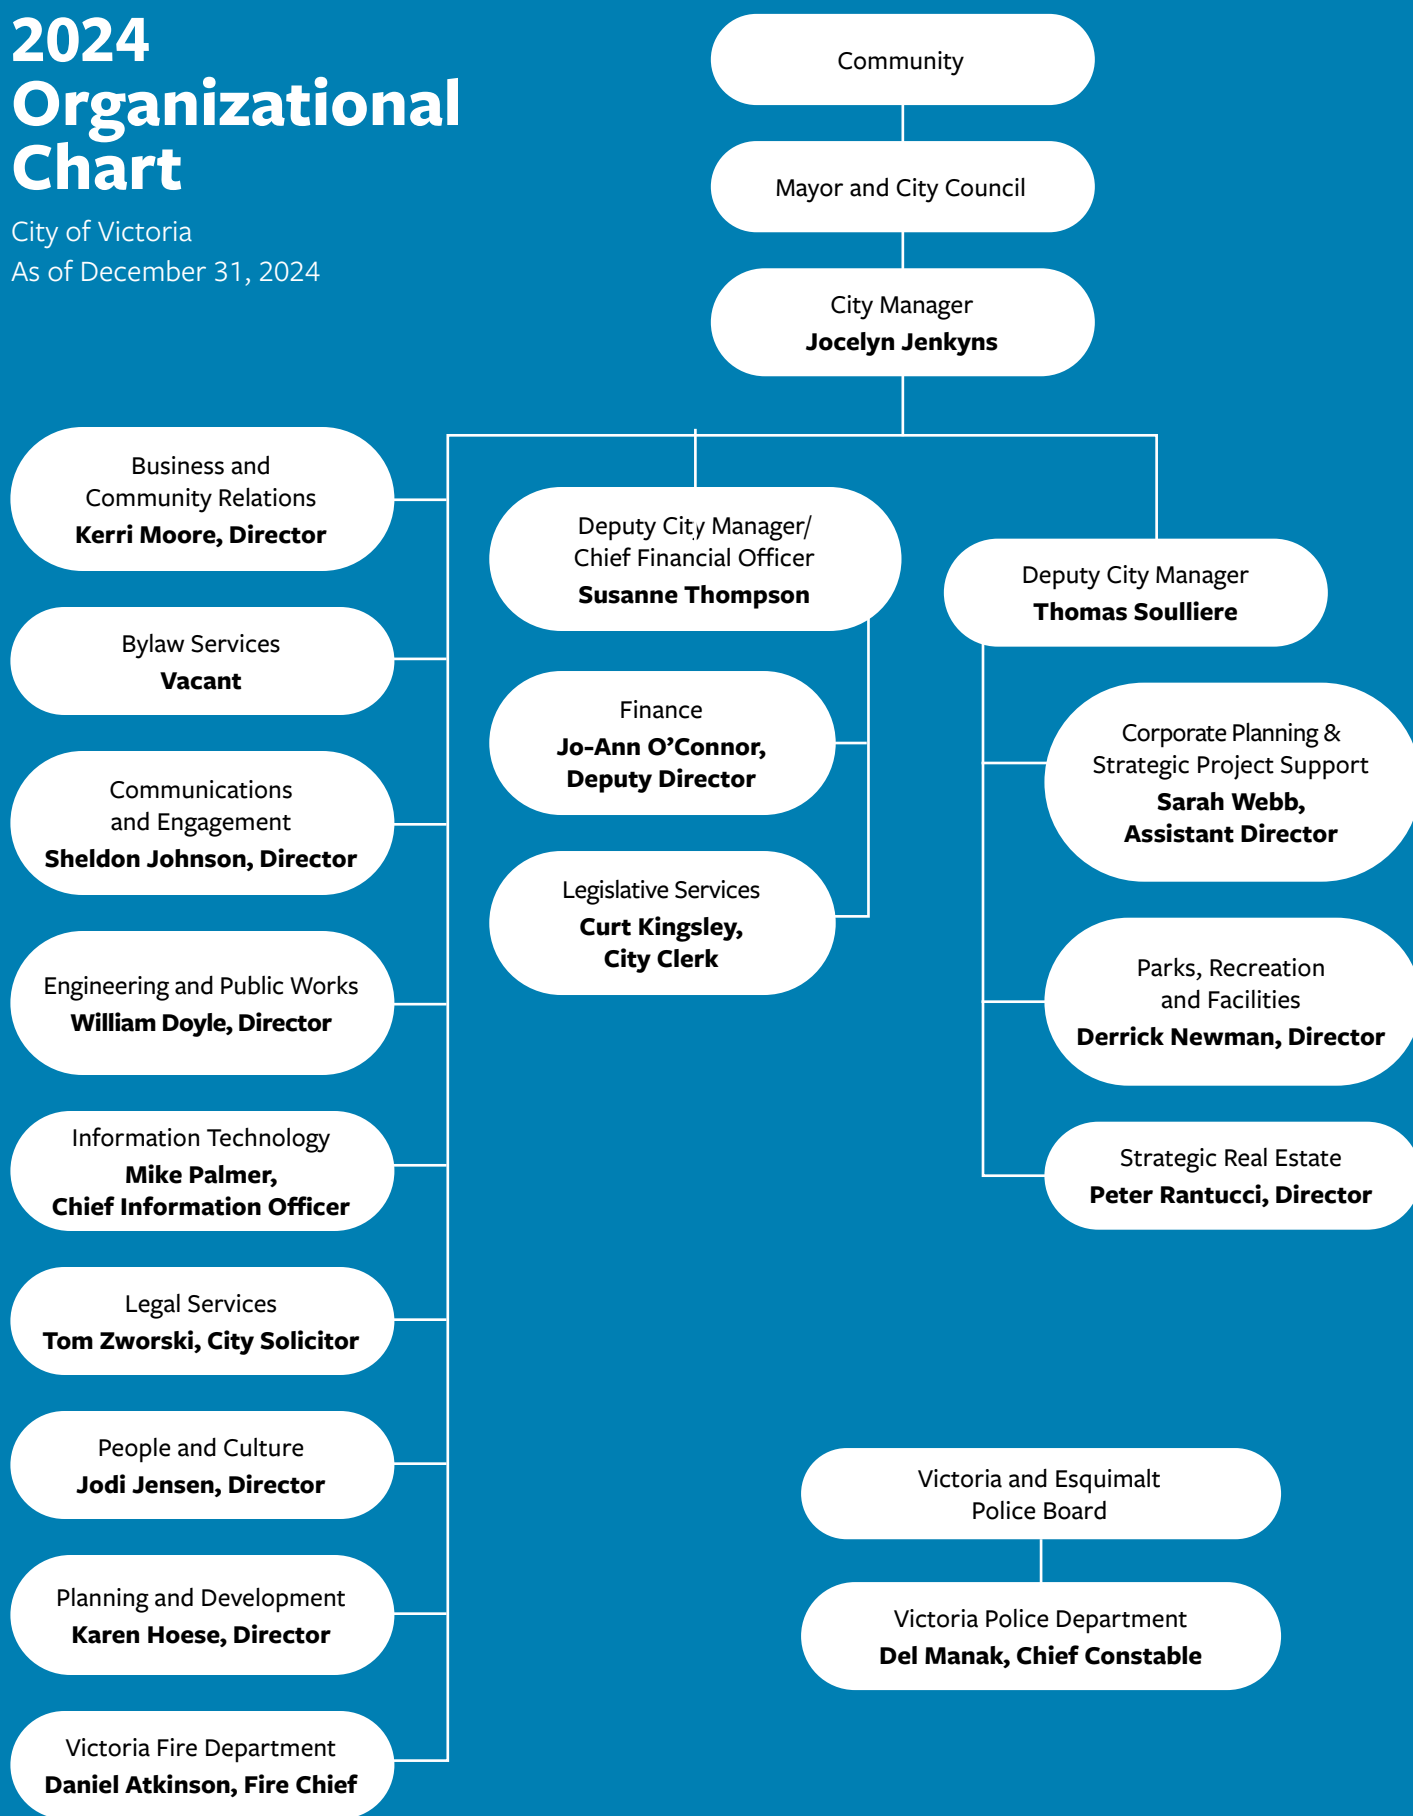 2024
Organizational
Chart
City of Victoria
As of December 31, 2024
Community
Mayor and City Council
City Manager
Jocelyn Jenkyns
Business and
Community Relations
Kerri Moore, Director
Bylaw Services
Vacant
Communications
and Engagement
Sheldon Johnson, Director
Engineering and Public Works
William Doyle, Director
Information Technology
Mike Palmer,
Chief Information Officer
Legal Services
Tom Zworski, City Solicitor
People and Culture
Jodi Jensen, Director
Planning and Development
Karen Hoese, Director
Victoria Fire Department
Daniel Atkinson, Fire Chief
Deputy City Manager/
Chief Financial Officer
Susanne Thompson
Finance
Jo-Ann O’Connor,
Deputy Director
Legislative Services
Curt Kingsley,
City Clerk
Deputy City Manager
Thomas Soulliere
Corporate Planning &
Strategic Project Support
Sarah Webb,
Assistant Director
Parks, Recreation
and Facilities
Derrick Newman, Director
Strategic Real Estate
Peter Rantucci, Director
Victoria and Esquimalt
Police Board
Victoria Police Department
Del Manak, Chief Constable